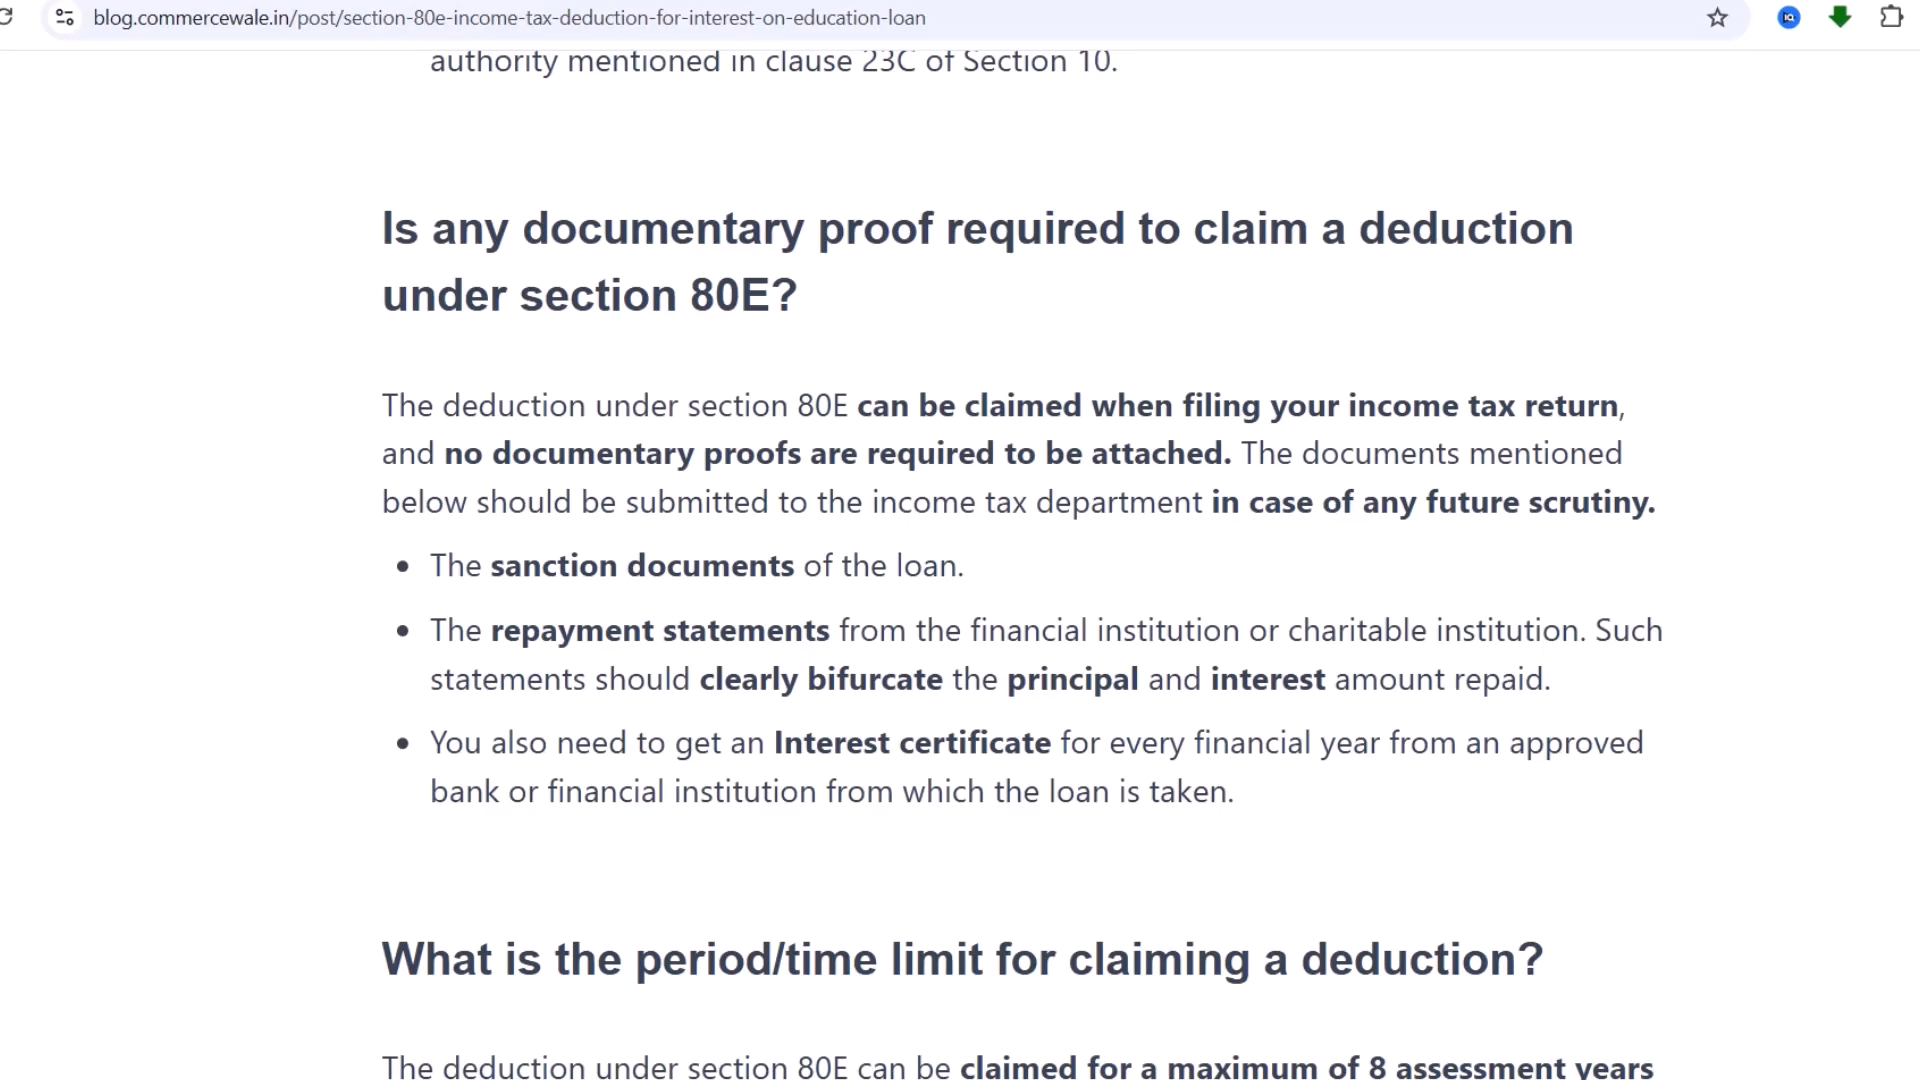 blog.commercewale.in/post/section-80e-income-tax-deduction-for-interest-on-education-loan
authority mentioned in clause 23C of Section 10.
Is any documentary proof required to claim a deduction
under section 80E?
The deduction under section 80E can be claimed when filing your income tax return,
and no documentary proofs are required to be attached. The documents mentioned
below should be submitted to the income tax department in case of any future scrutiny.
• The sanction documents of the loan.
• The repayment statements from the financial institution or charitable institution. Such
statements should clearly bifurcate the principal and interest amount repaid.
• You also need to get an Interest certificate for every financial year from an approved
bank or financial institution from which the loan is taken.
What is the period/time limit for claiming a deduction?
The deduction under section 80E can be claimed for a maximum of 8 assessment years